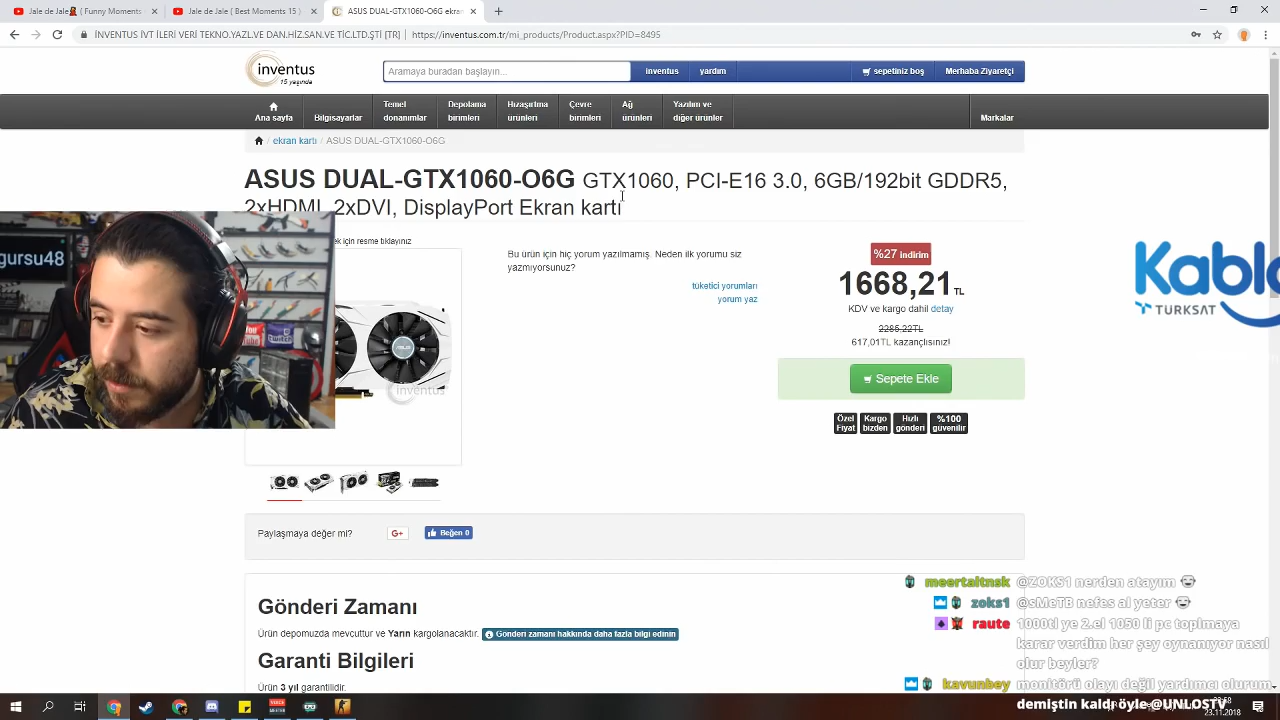 Jale de Jale (Funny Moments
Jale de Jale ( Best Moments 15 )
ASUS DUAL-GTX1060-O6G ekran
İNVENTUS İVT İLERİ VERİ TEKNO.YAZL.VE DAN.HİZ.SAN.VE TİC.LTD.ŞTİ [TR] | https://inventus.com.tr/mi_products/Product.aspx?PID=8495
inventus
15 yaşında
Aramaya buradan başlayın...
inventus
yardım
sepetiniz boş
Merhaba Ziyaretçi
Ana sayfa
Bilgisayarlar
Temel donanımlar
Depolama birimleri
Hızaşırtma ürünleri
Çevre birimleri
Ağ ürünleri
Yazılım ve diğer ürünler
Markalar
/ ekran kartı / ASUS DUAL-GTX1060-O6G
ASUS DUAL-GTX1060-O6G GTX1060, PCI-E16 3.0, 6GB/192bit GDDR5,
2xHDMI, 2xDVI, DisplayPort Ekran kartı
gursu48
için resme tıklayınız
ASUS
inventus
Bu ürün için hiç yorum yazılmamış. Neden ilk yorumu siz
yazmıyorsunuz?
tüketici yorumları
yorum yaz
%27 indirim
1668,21 TL
KDV ve kargo dahil detay
2285,22TL
617,01TL kazançlısınız!
Sepete Ekle
Özel Fiyat
Kargo bizden
Hızlı gönderi
%100 güvenilir
Kablo
TÜRKSAT
Paylaşmaya değer mi?
G+
Beğen 0
Gönderi Zamanı
Ürün depomuzda mevcuttur ve Yarın kargolanacaktır. Gönderi zamanı hakkında daha fazla bilgi edinin
Garanti Bilgileri
Ürün 3 yıl garantilidir.
meertaltnsk @ZOKS1 nerden atayım
zoks1 @sMeTB nefes al yeter
raute 1000tl ye 2.el 1050 li pc toplmaya
karar verdim her şey oynanıyor nasıl
olur beyler?
kavunbey monitörü olayı değil yardımcı olurum
demiştin kaldı öyle @UNLOSTV
23.11.2018